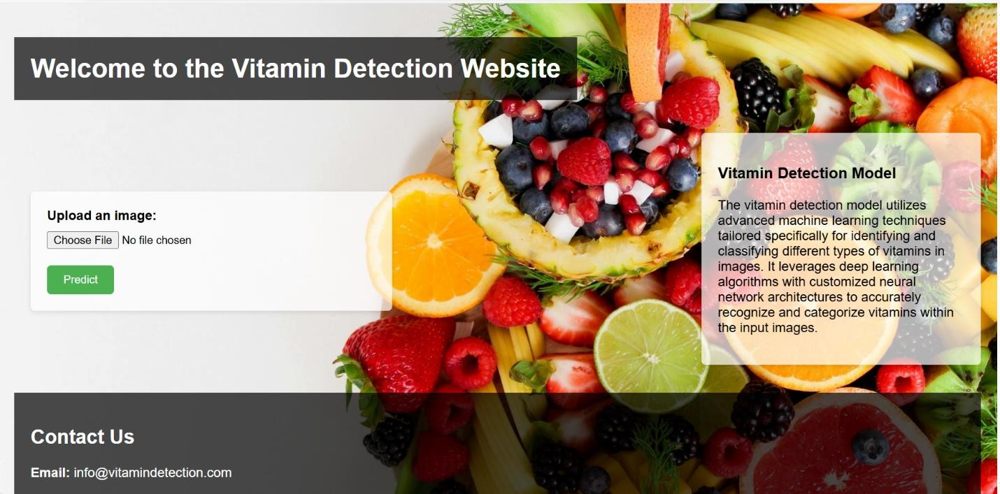 Welcome to the Vitamin Detection Website
Upload an image:
Choose File No file chosen
Predict
Vitamin Detection Model
The vitamin detection model utilizes
advanced machine learning techniques
tailored specifically for identifying and
classifying different types of vitamins in
images. It leverages deep learning
algorithms with customized neural
network architectures to accurately
recognize and categorize vitamins within
the input images.
Contact Us
Email: info@vitamindetection.com